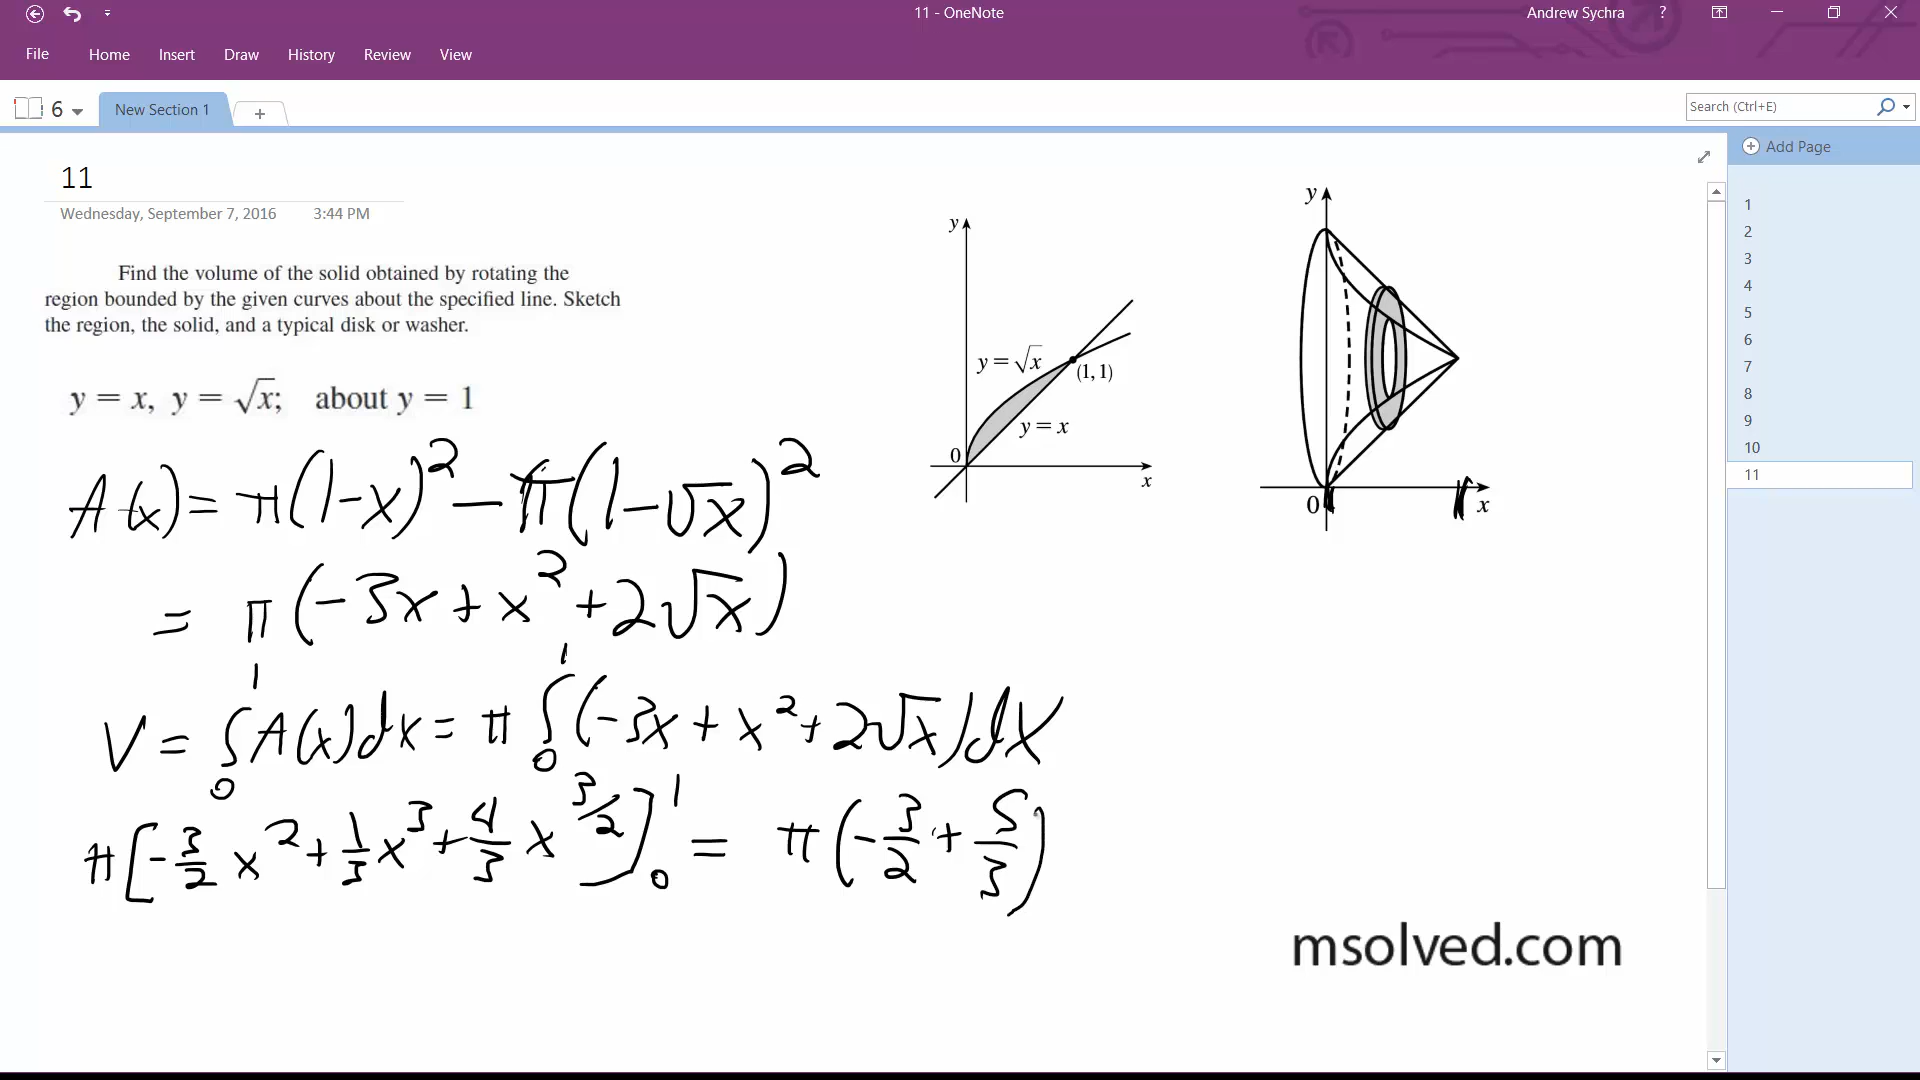 11 - OneNote
Andrew Sychra
?
File Home Insert Draw History Review View
6 New Section 1 +
Search (Ctrl+E)
Add Page
11
Wednesday, September 7, 2016 3:44 PM
Find the volume of the solid obtained by rotating the
region bounded by the given curves about the specified line. Sketch
the region, the solid, and a typical disk or washer.
y = x, y = √x; about y = 1
A(x) = π(1-x)² - π(1-√x)²
= π(-3x + x² + 2√x)
V = ∫₀¹ A(x)dx = π ∫₀¹ (-3x + x² + 2√x)dx
π[-3/2 x² + 1/3 x³ + 4/3 x^(3/2)]₀¹ = π(-3/2 + 5/3)
y
y = √x
(1, 1)
y = x
0
x
y
0
x
msolved.com
1
2
3
4
5
6
7
8
9
10
11